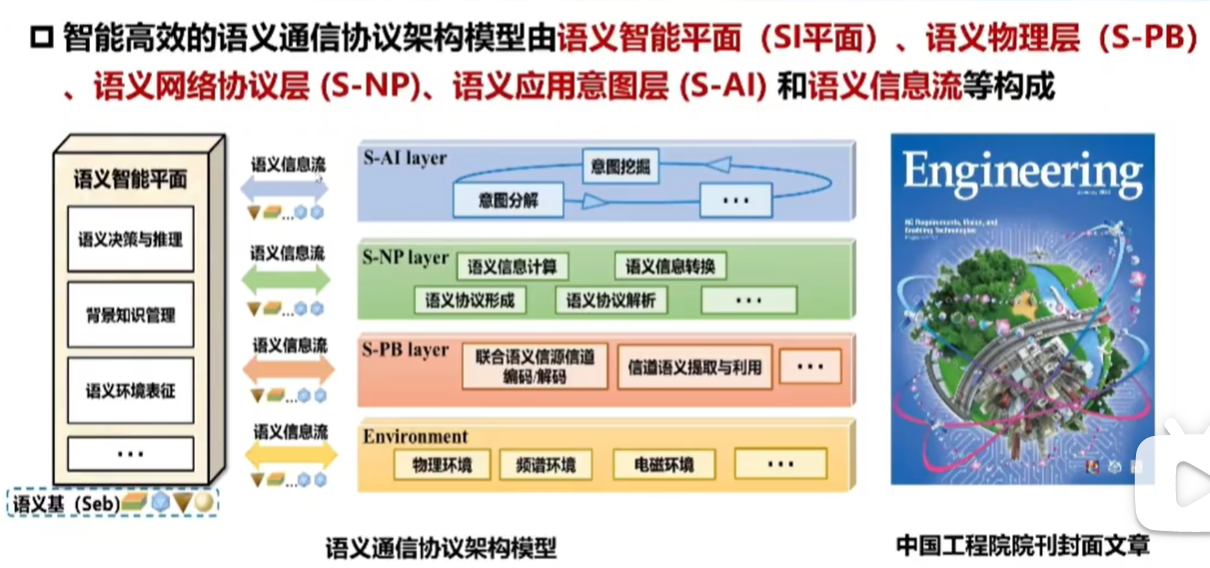 智能高效的语义通信协议架构模型由语义智能平面（SI平面）、语义物理层（S-PB)
、语义网络协议层 (S-NP)、语义应用意图层 (S-AI) 和语义信息流等构成
语义智能平面
语义决策与推理
背景知识管理
语义环境表征
...
语义基（Seb)
语义信息流
...
语义信息流
...
语义信息流
...
语义信息流
...
S-AI layer
意图挖掘
意图分解
...
S-NP layer
语义信息计算
语义信息转换
语义协议形成
语义协议解析
...
S-PB layer
联合语义信源信道
编码/解码
信道语义提取与利用
...
Environment
物理环境
频谱环境
电磁环境
...
语义通信协议架构模型
Engineering
6G Requirements, Vision, and
Enabling Technologies
中国工程院院刊封面文章